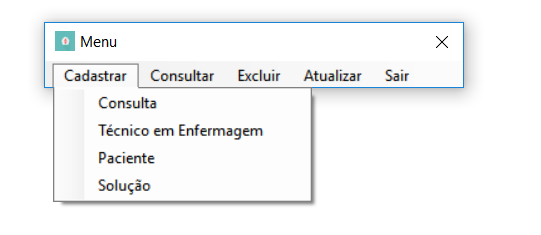 Menu
Cadastrar Consultar Excluir Atualizar Sair
Consulta
Técnico em Enfermagem
Paciente
Solução